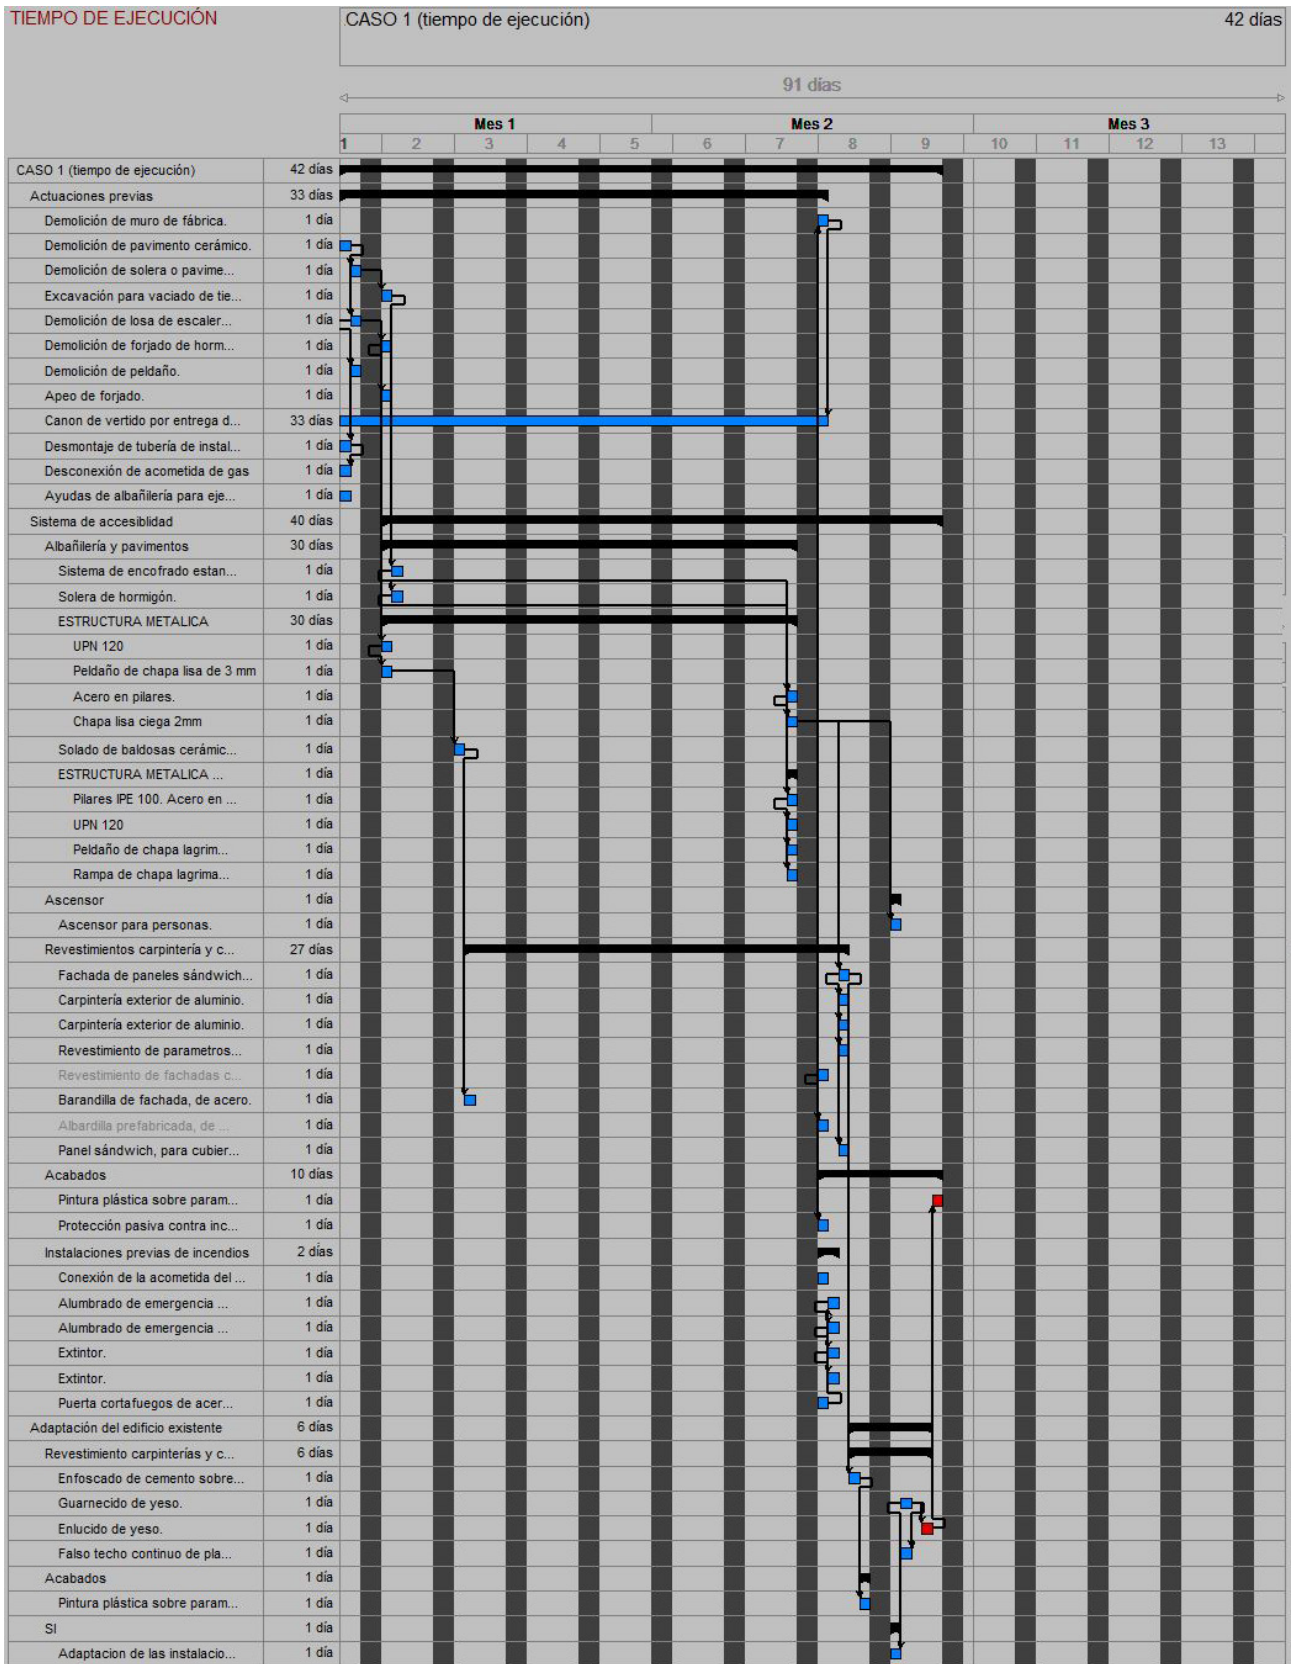 TIEMPO DE EJECUCIÓN
CASO 1 (tiempo de ejecución) 42 días
91 días
Mes 1 Mes 2 Mes 3
1 2 3 4 5 6 7 8 9 10 11 12 13
CASO 1 (tiempo de ejecución) 42 días
Actuaciones previas 33 días
Demolición de muro de fábrica. 1 día
Demolición de pavimento cerámico. 1 día
Demolición de solera o pavime... 1 día
Excavación para vaciado de tie... 1 día
Demolición de losa de escaler... 1 día
Demolición de forjado de horm... 1 día
Demolición de peldaño. 1 día
Apeo de forjado. 1 día
Canon de vertido por entrega d... 33 días
Desmontaje de tubería de instal... 1 día
Desconexión de acometida de gas 1 día
Ayudas de albañilería para eje... 1 día
Sistema de accesiblidad 40 días
Albañilería y pavimentos 30 días
Sistema de encofrado estan... 1 día
Solera de hormigón. 1 día
ESTRUCTURA METALICA 30 días
UPN 120 1 día
Peldaño de chapa lisa de 3 mm 1 día
Acero en pilares. 1 día
Chapa lisa ciega 2mm 1 día
Solado de baldosas cerámic... 1 día
ESTRUCTURA METALICA ... 1 día
Pilares IPE 100. Acero en ... 1 día
UPN 120 1 día
Peldaño de chapa lagrim... 1 día
Rampa de chapa lagrima... 1 día
Ascensor 1 día
Ascensor para personas. 1 día
Revestimientos carpintería y c... 27 días
Fachada de paneles sándwich... 1 día
Carpintería exterior de aluminio. 1 día
Carpintería exterior de aluminio. 1 día
Revestimiento de parametros... 1 día
Revestimiento de fachadas c... 1 día
Barandilla de fachada, de acero. 1 día
Albardilla prefabricada, de ... 1 día
Panel sándwich, para cubier... 1 día
Acabados 10 días
Pintura plástica sobre param... 1 día
Protección pasiva contra inc... 1 día
Instalaciones previas de incendios 2 días
Conexión de la acometida del ... 1 día
Alumbrado de emergencia ... 1 día
Alumbrado de emergencia ... 1 día
Extintor. 1 día
Extintor. 1 día
Puerta cortafuegos de acer... 1 día
Adaptación del edificio existente 6 días
Revestimiento carpinterías y c... 6 días
Enfoscado de cemento sobre... 1 día
Guarnecido de yeso. 1 día
Enlucido de yeso. 1 día
Falso techo continuo de pla... 1 día
Acabados 1 día
Pintura plástica sobre param... 1 día
SI 1 día
Adaptacion de las instalacio... 1 día